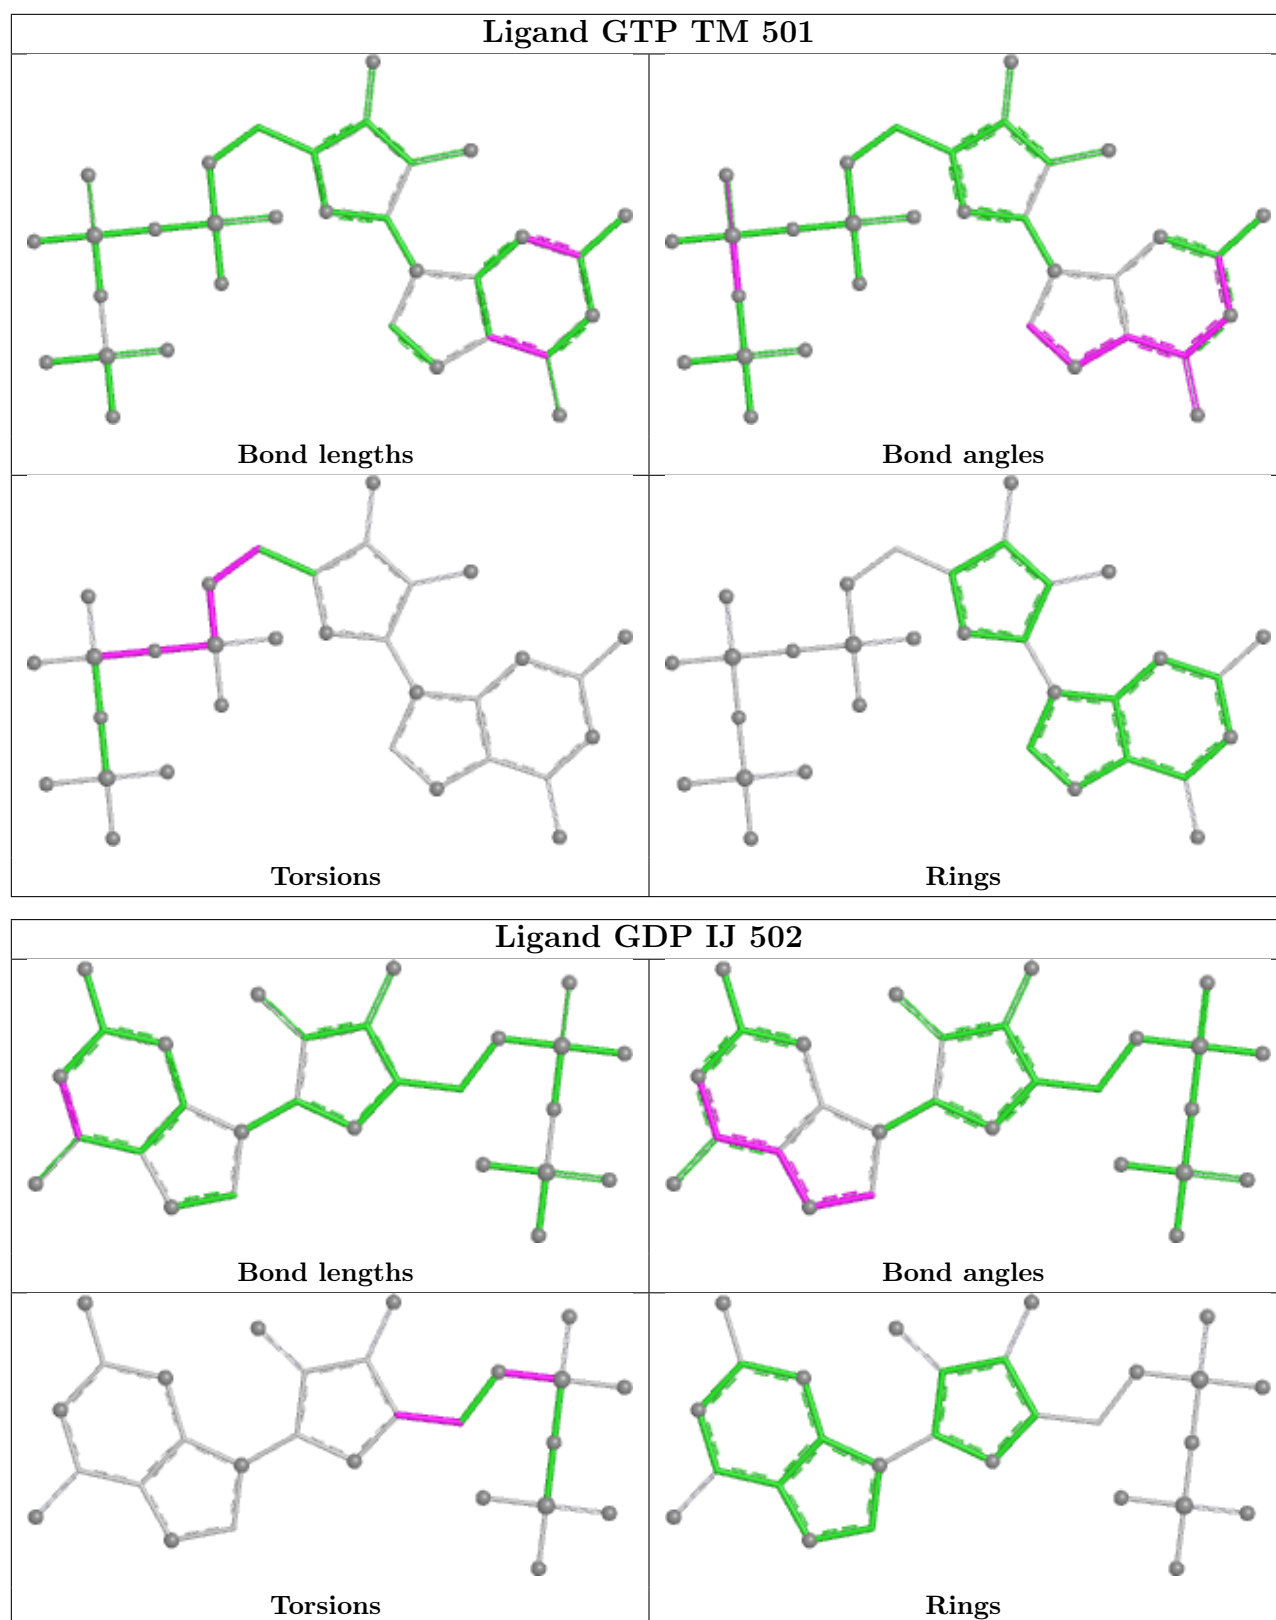 Ligand GTP TM 501
Bond lengths
Bond angles
Torsions
Rings
Ligand GDP IJ 502
Bond lengths
Bond angles
Torsions
Rings